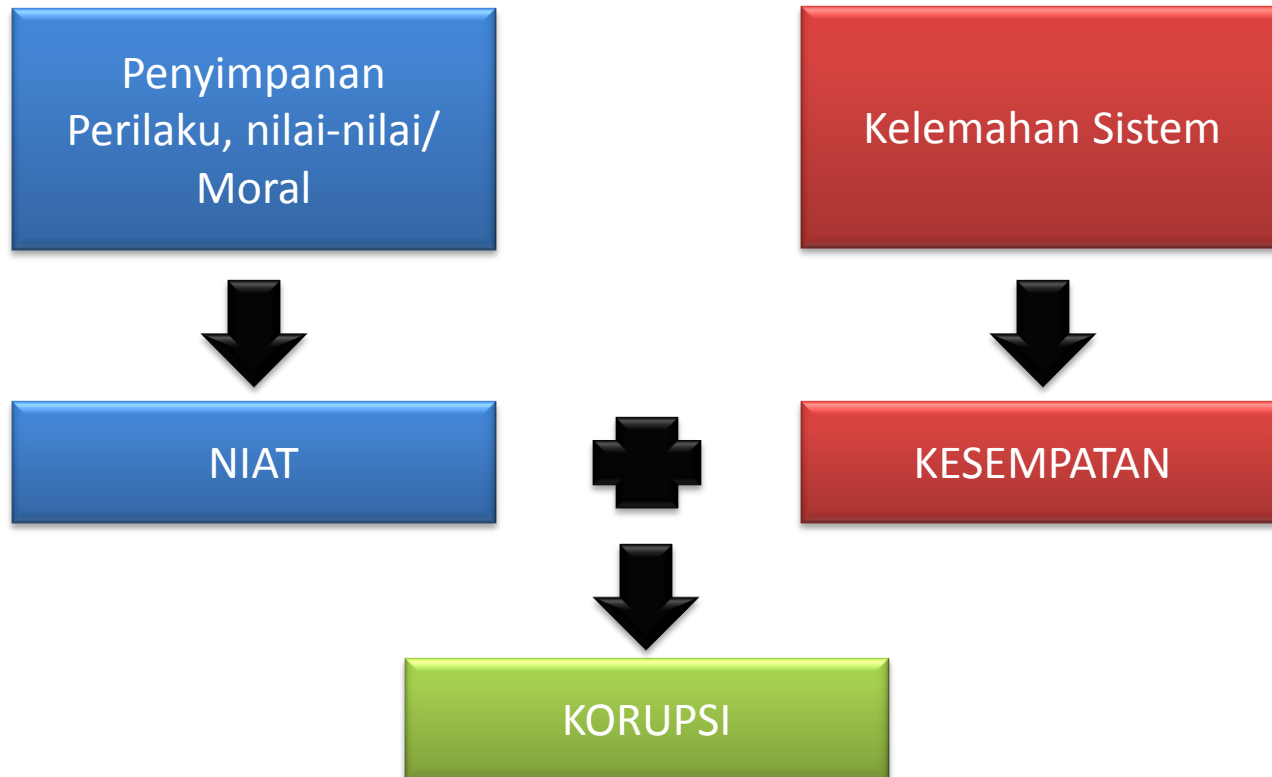 Penyimpanan
Perilaku, nilai-nilai/
Moral
Kelemahan Sistem
NIAT
KESEMPATAN
KORUPSI